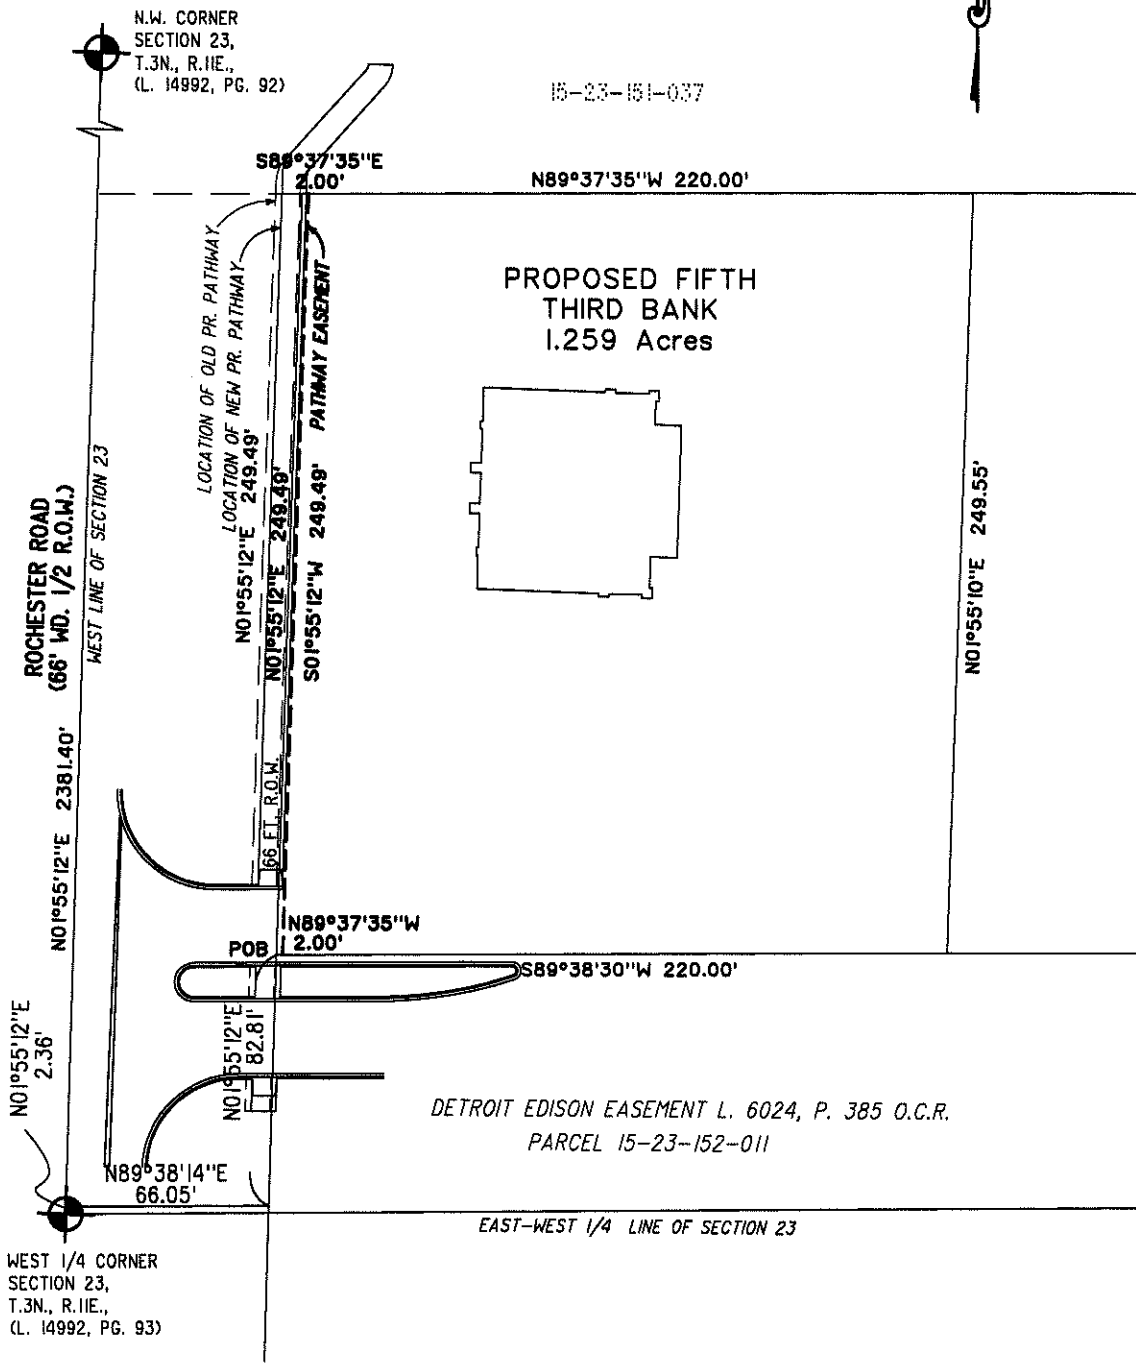 N.W. CORNER
SECTION 23,
T.3N., R.11E.,
(L. 14992, PG. 92)
15-23-151-037
S89°37'35"E
2.00'
N89°37'35"W 220.00'
LOCATION OF OLD PR. PATHWAY
LOCATION OF NEW PR. PATHWAY
PATHWAY EASEMENT
PROPOSED FIFTH
THIRD BANK
1.259 Acres
N01°55'12"E 249.49'
N01°55'12"E 249.49'
S01°55'12"W 249.49'
N01°55'10"E 249.55'
ROCHESTER ROAD
(66' WD. 1/2 R.O.W.)
WEST LINE OF SECTION 23
N01°55'12"E 2381.40'
66 FT. R.O.W.
N89°37'35"W
2.00'
POB
S89°38'30"W 220.00'
N01°55'12"E
2.36'
N01°55'12"E
82.81'
DETROIT EDISON EASEMENT L. 6024, P. 385 O.C.R.
PARCEL 15-23-152-011
N89°38'14"E
66.05'
EAST-WEST 1/4 LINE OF SECTION 23
WEST 1/4 CORNER
SECTION 23,
T.3N., R.11E.,
(L. 14992, PG. 93)